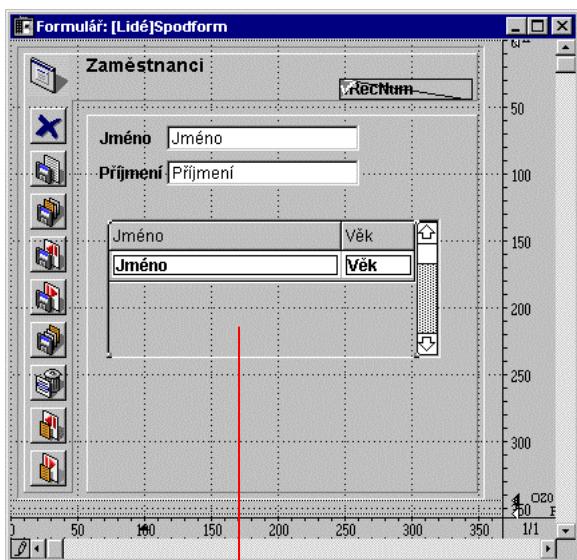 Formulář: [Lidé]Spodform
Zaměstnanci
vRecNum
Jméno Jméno
Příjmení Příjmení
Jméno Věk
Jméno Věk
50
100
150
200
250
300
50 100 150 200 250 300 350
1/1